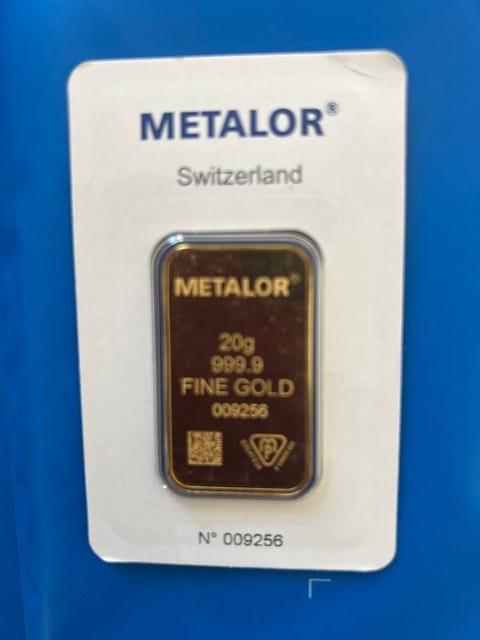 METALOR®
Switzerland
METALOR®
20g
999.9
FINE GOLD
009256
N° 009256